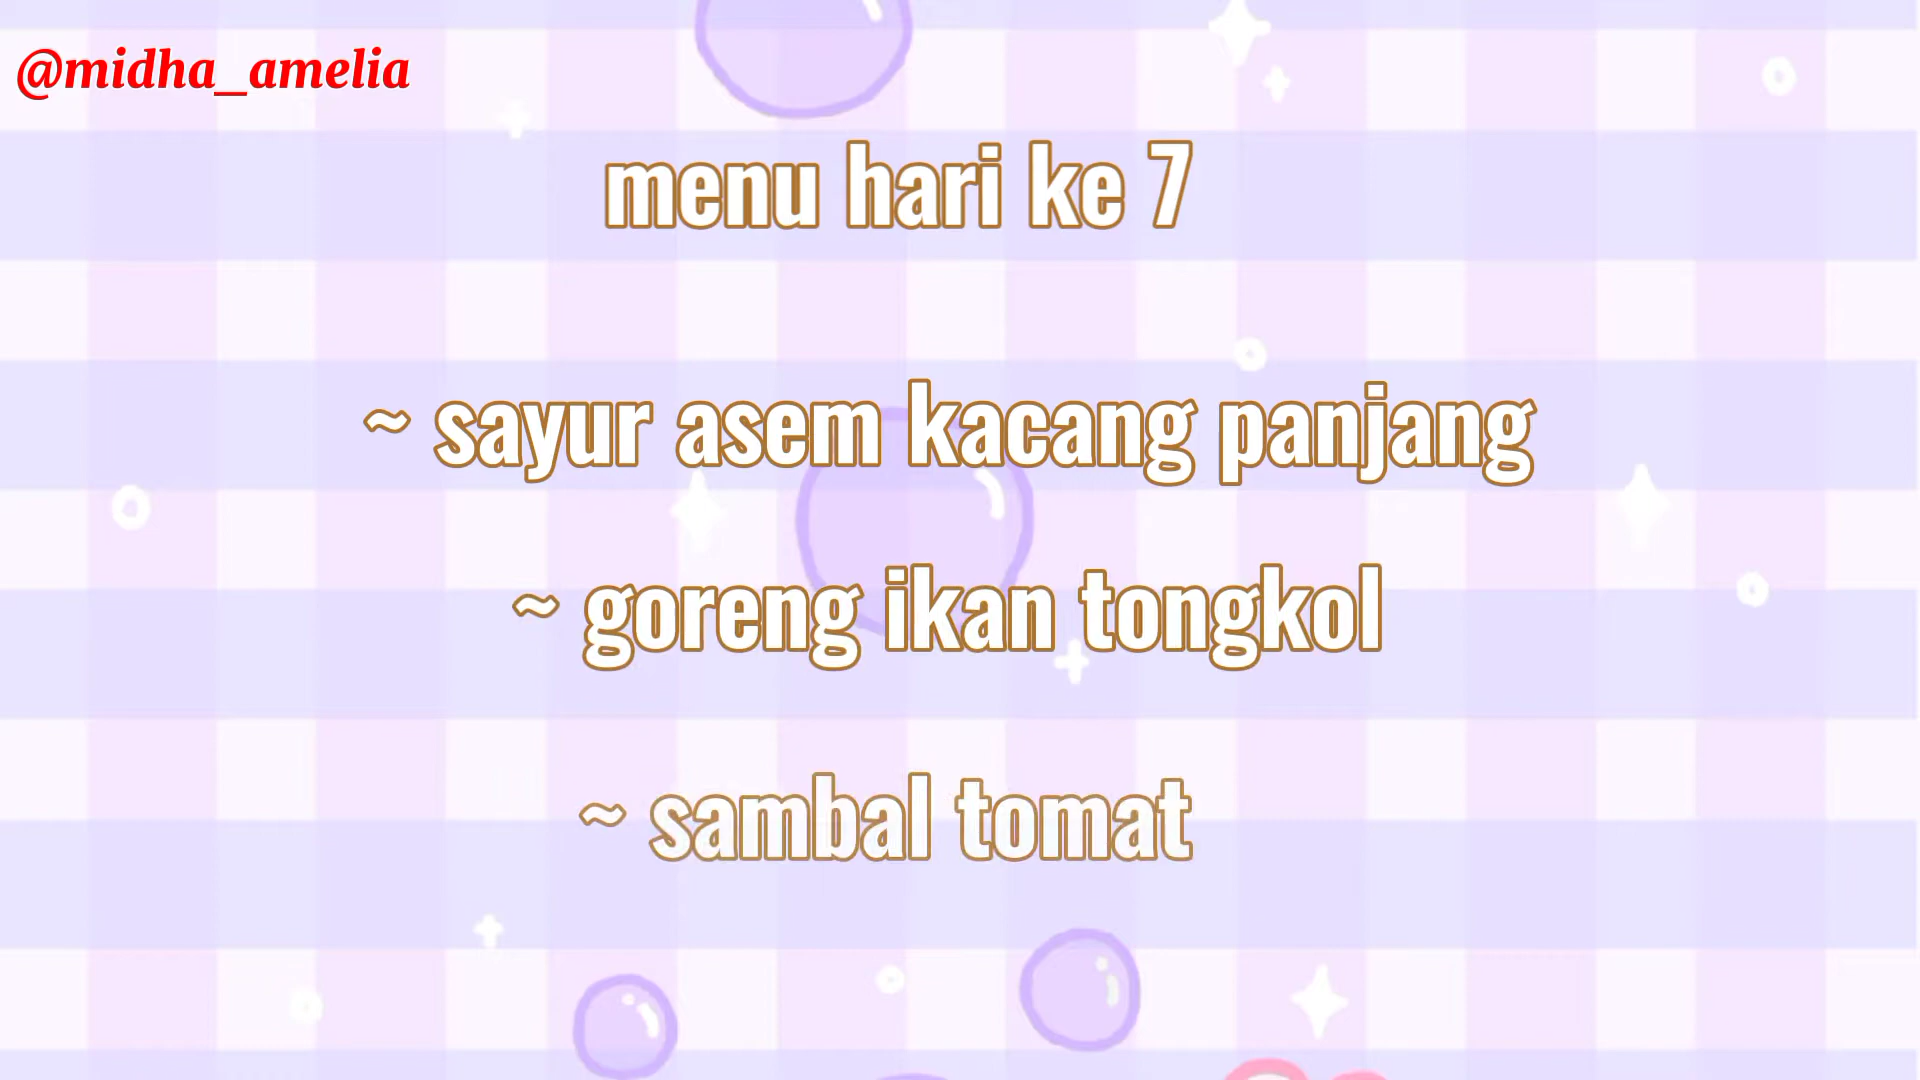 @midha_amelia
menu hari ke 7
~ sayur asem kacang panjang
~ goreng ikan tongkol
~ sambal tomat